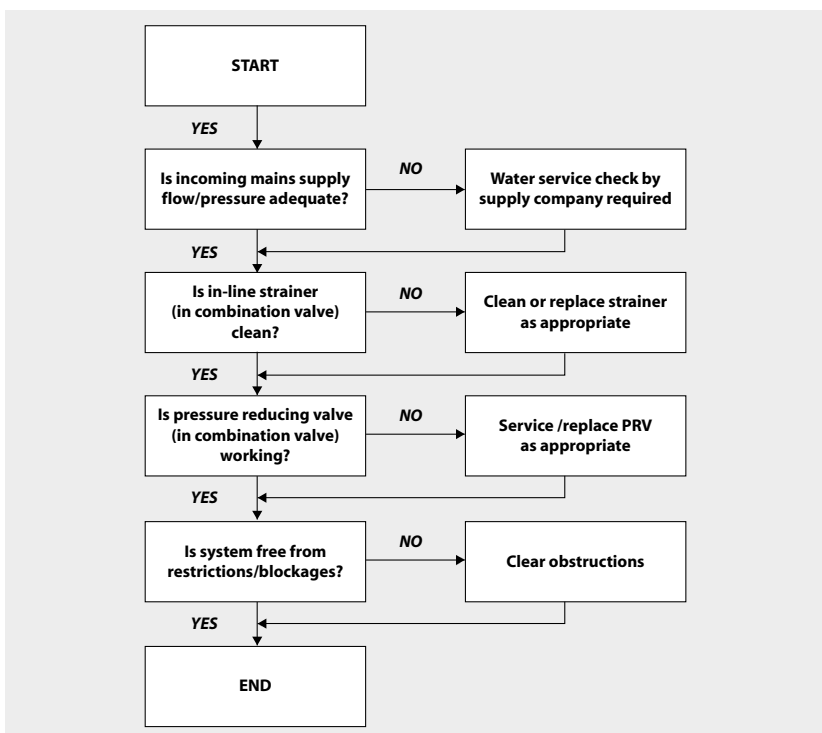 START
YES
Is incoming mains supply
flow/pressure adequate?
NO
Water service check by
supply company required
YES
Is in-line strainer
(in combination valve)
clean?
NO
Clean or replace strainer
as appropriate
YES
Is pressure reducing valve
(in combination valve)
working?
NO
Service /replace PRV
as appropriate
YES
Is system free from
restrictions/blockages?
NO
Clear obstructions
YES
END